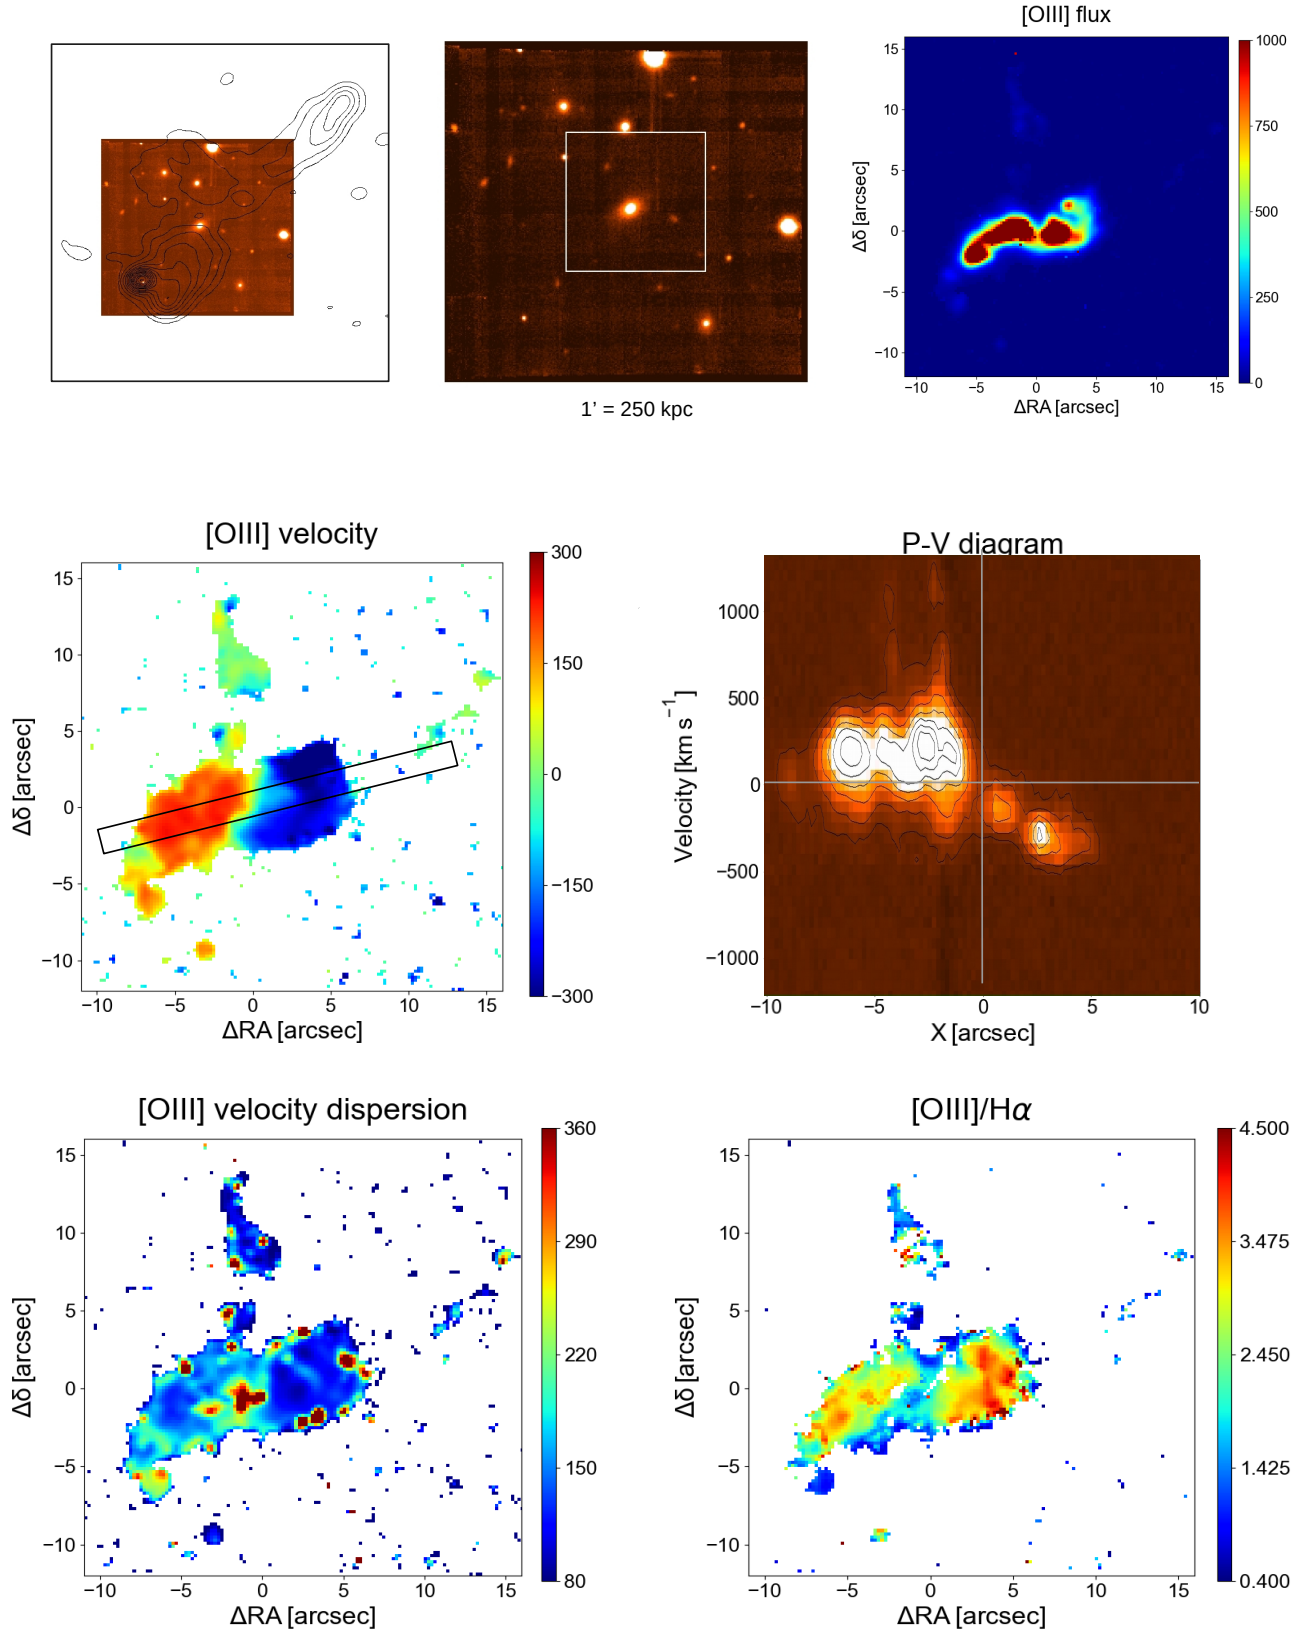 [OIII] flux
15
10
5
0
−5
−10
−10 −5 0 5 10 15
Δδ [arcsec]
ΔRA [arcsec]
1000
750
500
250
0
1' = 250 kpc
[OIII] velocity
15
10
5
0
−5
−10
−10 −5 0 5 10 15
Δδ [arcsec]
ΔRA [arcsec]
300
150
0
−150
−300
P-V diagram
1000
500
0
−500
−1000
−10 −5 0 5 10
Velocity [km s⁻¹]
X [arcsec]
[OIII] velocity dispersion
15
10
5
0
−5
−10
−10 −5 0 5 10 15
Δδ [arcsec]
ΔRA [arcsec]
360
290
220
150
80
[OIII]/Hα
15
10
5
0
−5
−10
−10 −5 0 5 10 15
Δδ [arcsec]
ΔRA [arcsec]
4.500
3.475
2.450
1.425
0.400